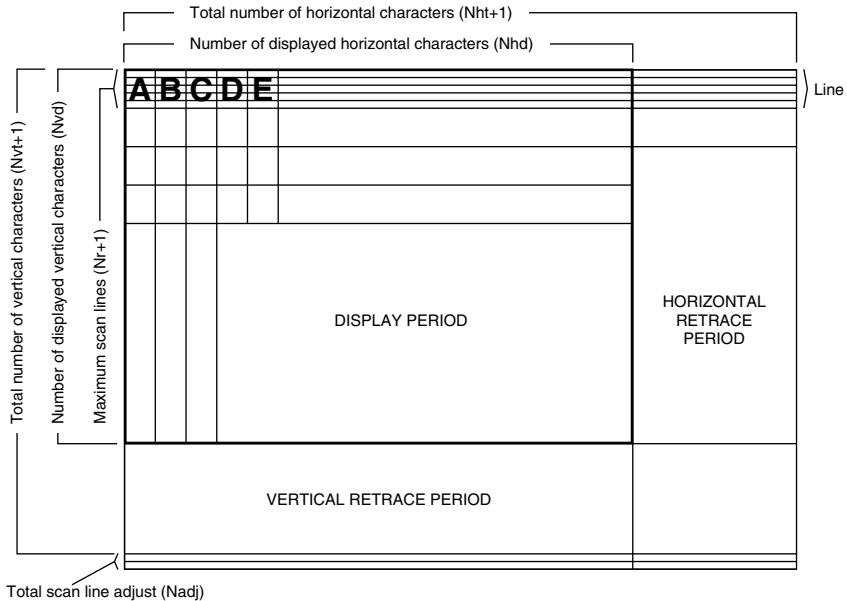 Total number of horizontal characters (Nht+1)
Number of displayed horizontal characters (Nhd)
Total number of vertical characters (Nvt+1)
Number of displayed vertical characters (Nvd)
Maximum scan lines (Nr+1)
A B C D E
Line
DISPLAY PERIOD
HORIZONTAL
RETRACE
PERIOD
VERTICAL RETRACE PERIOD
Total scan line adjust (Nadj)